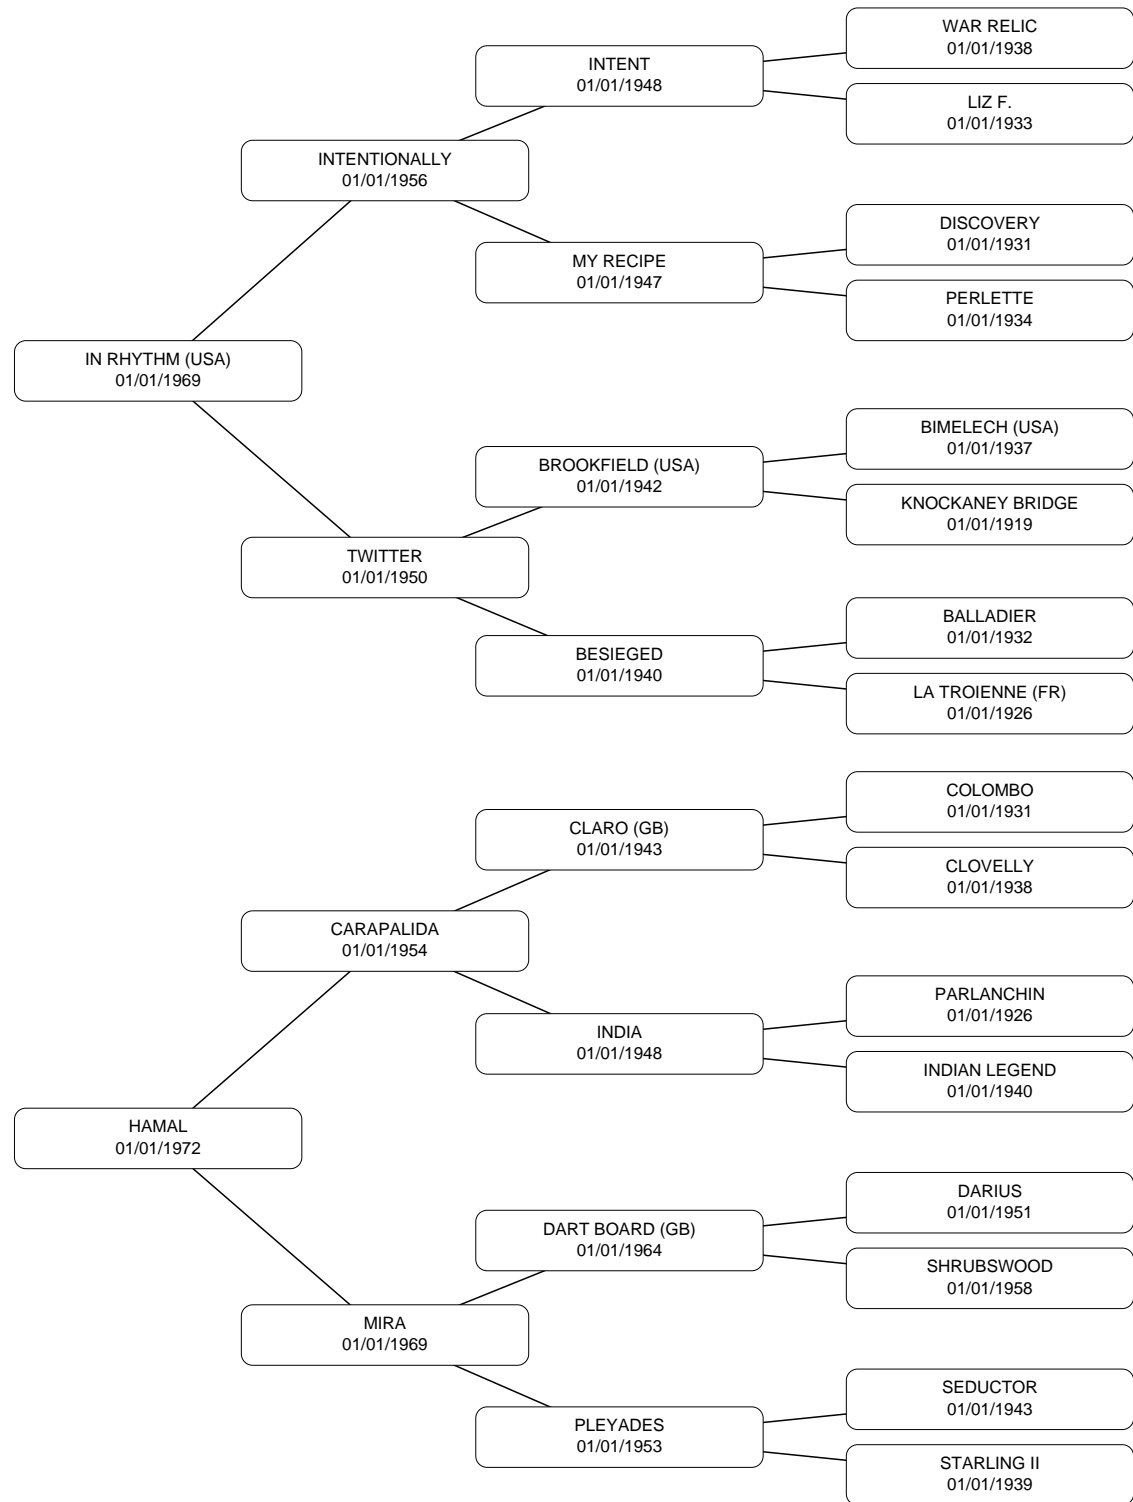 WAR RELIC
01/01/1938
INTENT
01/01/1948
LIZ F.
01/01/1933
INTENTIONALLY
01/01/1956
DISCOVERY
01/01/1931
MY RECIPE
01/01/1947
PERLETTE
01/01/1934
IN RHYTHM (USA)
01/01/1969
BIMELECH (USA)
01/01/1937
BROOKFIELD (USA)
01/01/1942
KNOCKANEY BRIDGE
01/01/1919
TWITTER
01/01/1950
BALLADIER
01/01/1932
BESIEGED
01/01/1940
LA TROIENNE (FR)
01/01/1926
COLOMBO
01/01/1931
CLARO (GB)
01/01/1943
CLOVELLY
01/01/1938
CARAPALIDA
01/01/1954
PARLANCHIN
01/01/1926
INDIA
01/01/1948
INDIAN LEGEND
01/01/1940
HAMAL
01/01/1972
DARIUS
01/01/1951
DART BOARD (GB)
01/01/1964
SHRUBSWOOD
01/01/1958
MIRA
01/01/1969
SEDUCTOR
01/01/1943
PLEYADES
01/01/1953
STARLING II
01/01/1939